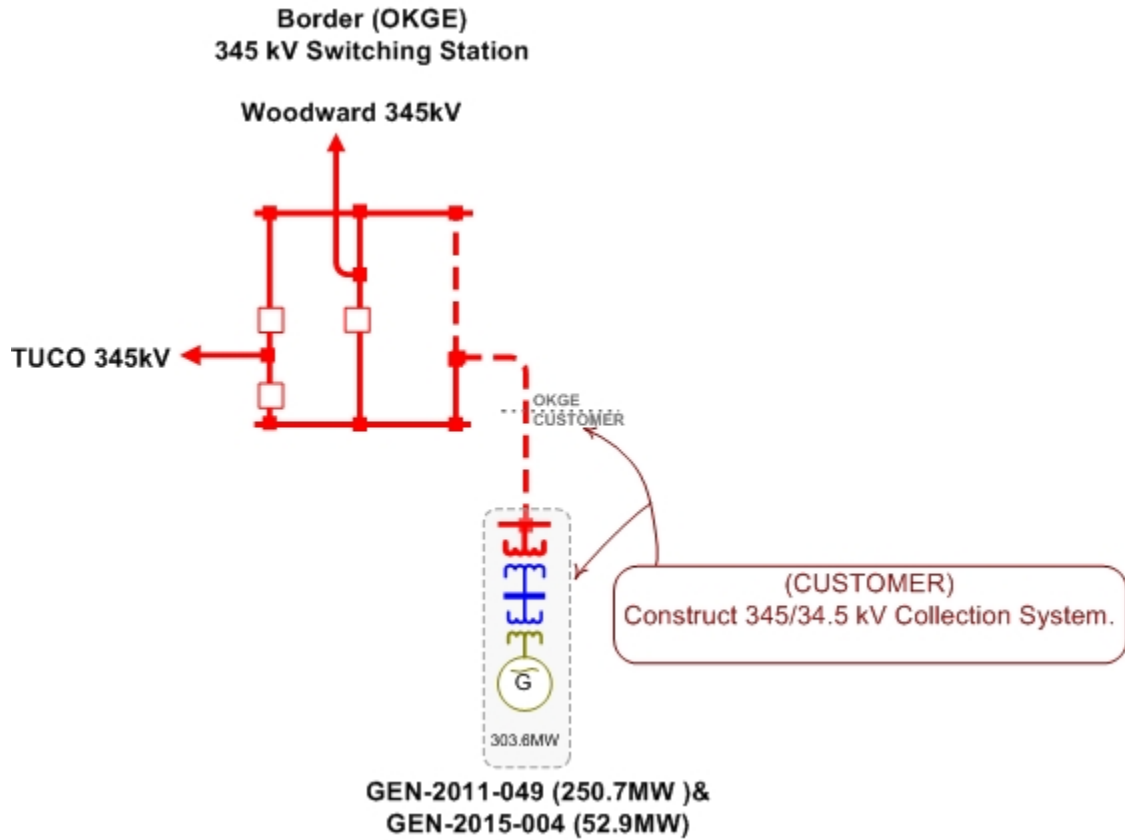 Border (OKGE)
345 kV Switching Station
Woodward 345kV
TUCO 345kV
OKGE
CUSTOMER
(CUSTOMER)
Construct 345/34.5 kV Collection System.
G
303.6MW
GEN-2011-049 (250.7MW )&
GEN-2015-004 (52.9MW)